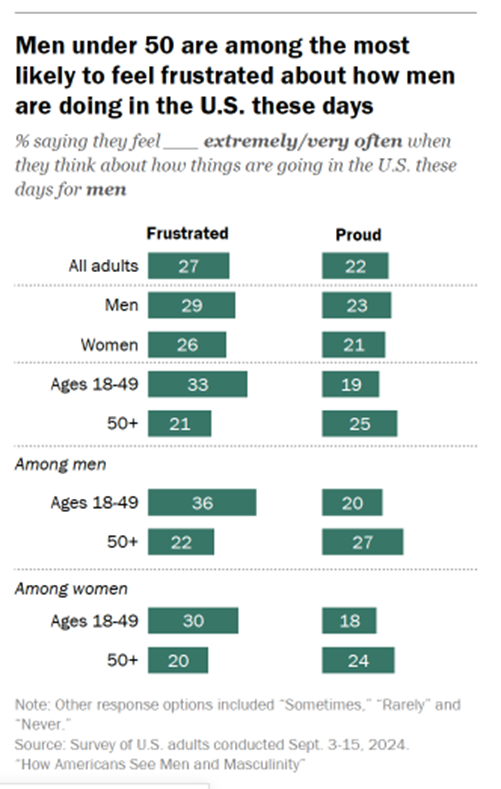 Men under 50 are among the most
likely to feel frustrated about how men
are doing in the U.S. these days
% saying they feel ____ extremely/very often when
they think about how things are going in the U.S. these
days for men
Frustrated Proud
All adults 27 22
Men 29 23
Women 26 21
Ages 18-49 33 19
50+ 21 25
Among men
Ages 18-49 36 20
50+ 22 27
Among women
Ages 18-49 30 18
50+ 20 24
Note: Other response options included “Sometimes,” “Rarely” and
“Never.”
Source: Survey of U.S. adults conducted Sept. 3-15, 2024.
“How Americans See Men and Masculinity”